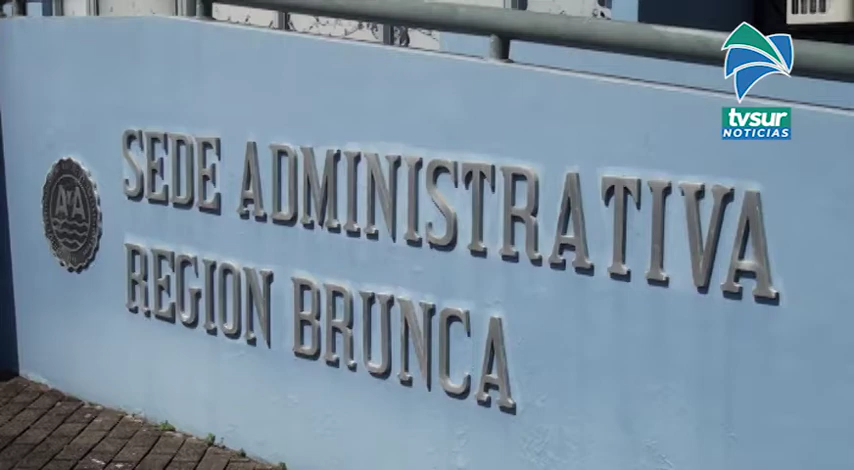 tvsur
NOTICIAS
SEDE ADMINISTRATIVA
REGION BRUNCA
AyA